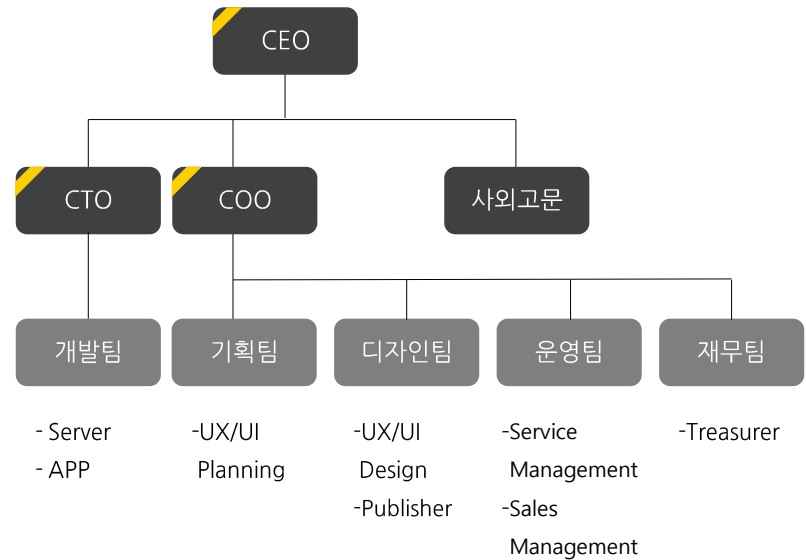 CEO
CTO
COO
사외고문
개발팀
기획팀
디자인팀
운영팀
재무팀
- Server
- APP
-UX/UI
Planning
-UX/UI
Design
-Publisher
-Service
Management
-Sales
Management
-Treasurer